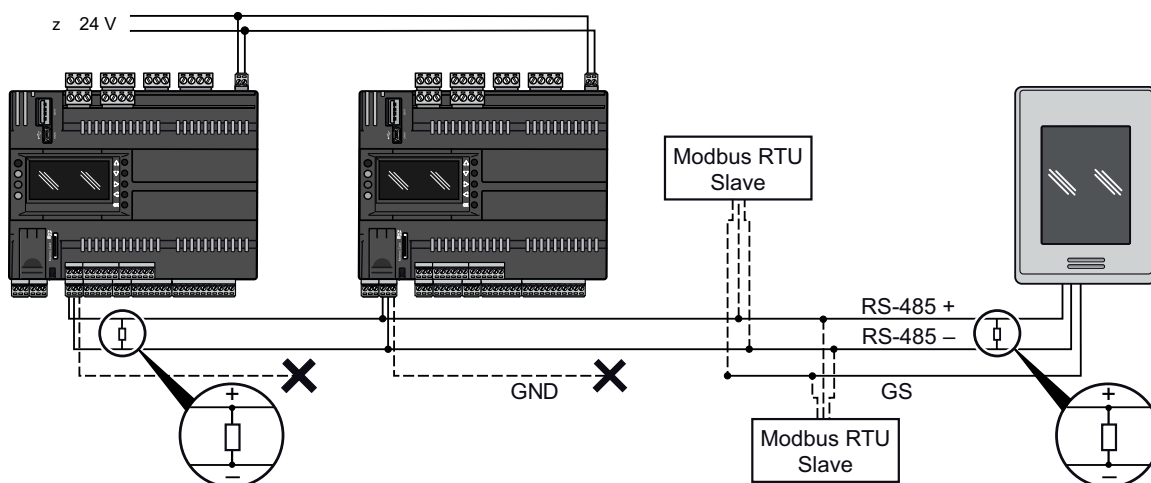 z 24 V
Modbus RTU
Slave
RS-485 +
RS-485 –
GND
GS
Modbus RTU
Slave
+
–
+
–